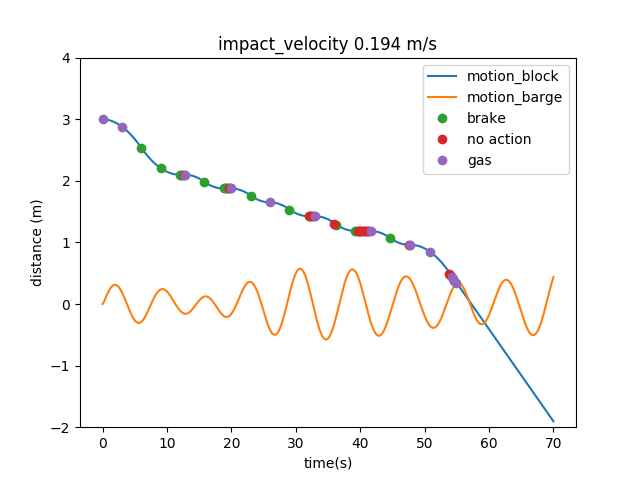 impact_velocity 0.194 m/s
motion_block
motion_barge
brake
no action
gas
distance (m)
4
3
2
1
0
−1
−2
0 10 20 30 40 50 60 70
time(s)